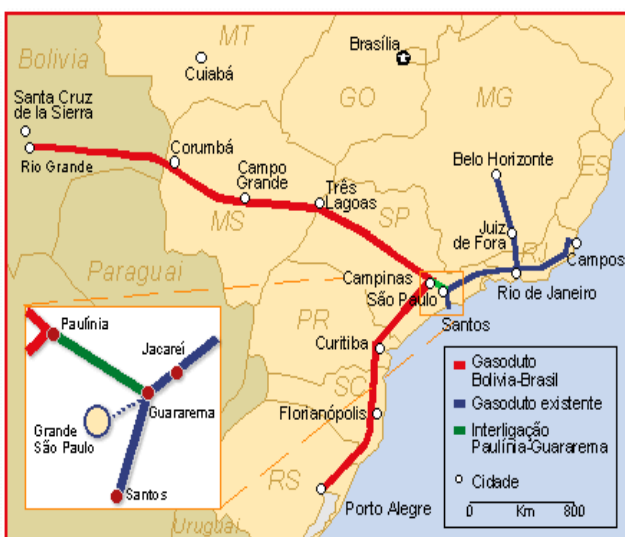 MT
Bolivia
Cuiabá
Brasília
GO
MG
ES
Santa Cruz
de la Sierra
Rio Grande
Corumbá
Campo
Grande
MS
Três
Lagoas
SP
Belo Horizonte
Juiz
de Fora
RJ
Campos
Rio de Janeiro
Paraguai
Campinas
São Paulo
Santos
PR
Curitiba
SC
Florianópolis
RS
Porto Alegre
Uruguai
Paulínia
Jacareí
Guararema
Grande
São Paulo
Santos
Gasoduto
Bolivia-Brasil
Gasoduto existente
Interligação
Paulínia-Guararema
Cidade
0 Km 800